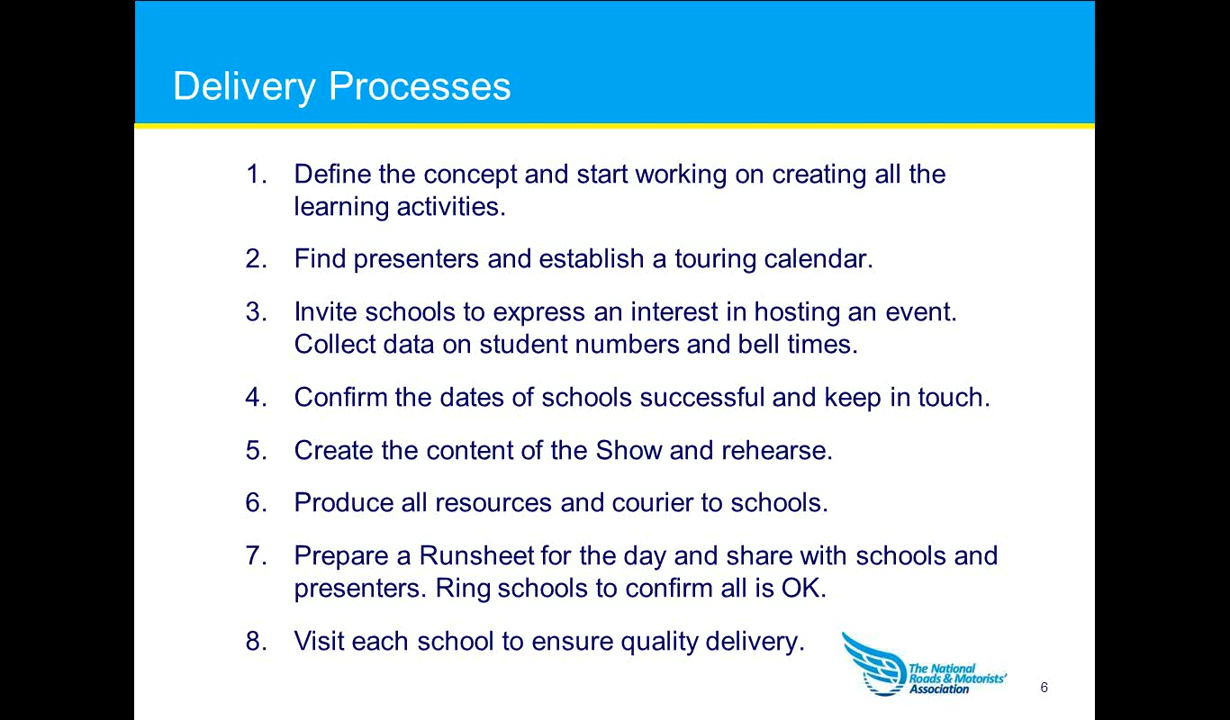 Delivery Processes
1. Define the concept and start working on creating all the
learning activities.
2. Find presenters and establish a touring calendar.
3. Invite schools to express an interest in hosting an event.
Collect data on student numbers and bell times.
4. Confirm the dates of schools successful and keep in touch.
5. Create the content of the Show and rehearse.
6. Produce all resources and courier to schools.
7. Prepare a Runsheet for the day and share with schools and
presenters. Ring schools to confirm all is OK.
8. Visit each school to ensure quality delivery.
The National
Roads & Motorists'
Association
6